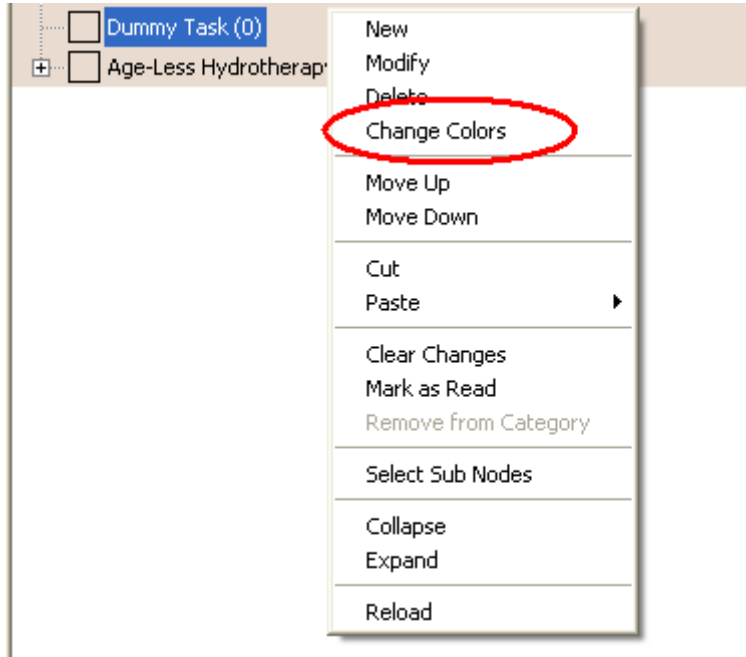 Dummy Task (0)
Age-Less Hydrotherapy
New
Modify
Delete
Change Colors
Move Up
Move Down
Cut
Paste
Clear Changes
Mark as Read
Remove from Category
Select Sub Nodes
Collapse
Expand
Reload